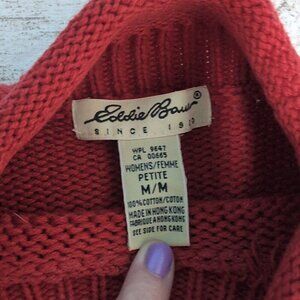 Eddie Bauer®
SINCE 1920
WPL 9647
CA 00665
WOMENS/FEMME
PETITE
M/M
100% COTTON/COTON
MADE IN HONG KONG
FABRIQUE A HONG KONG
SEE SIDE FOR CARE